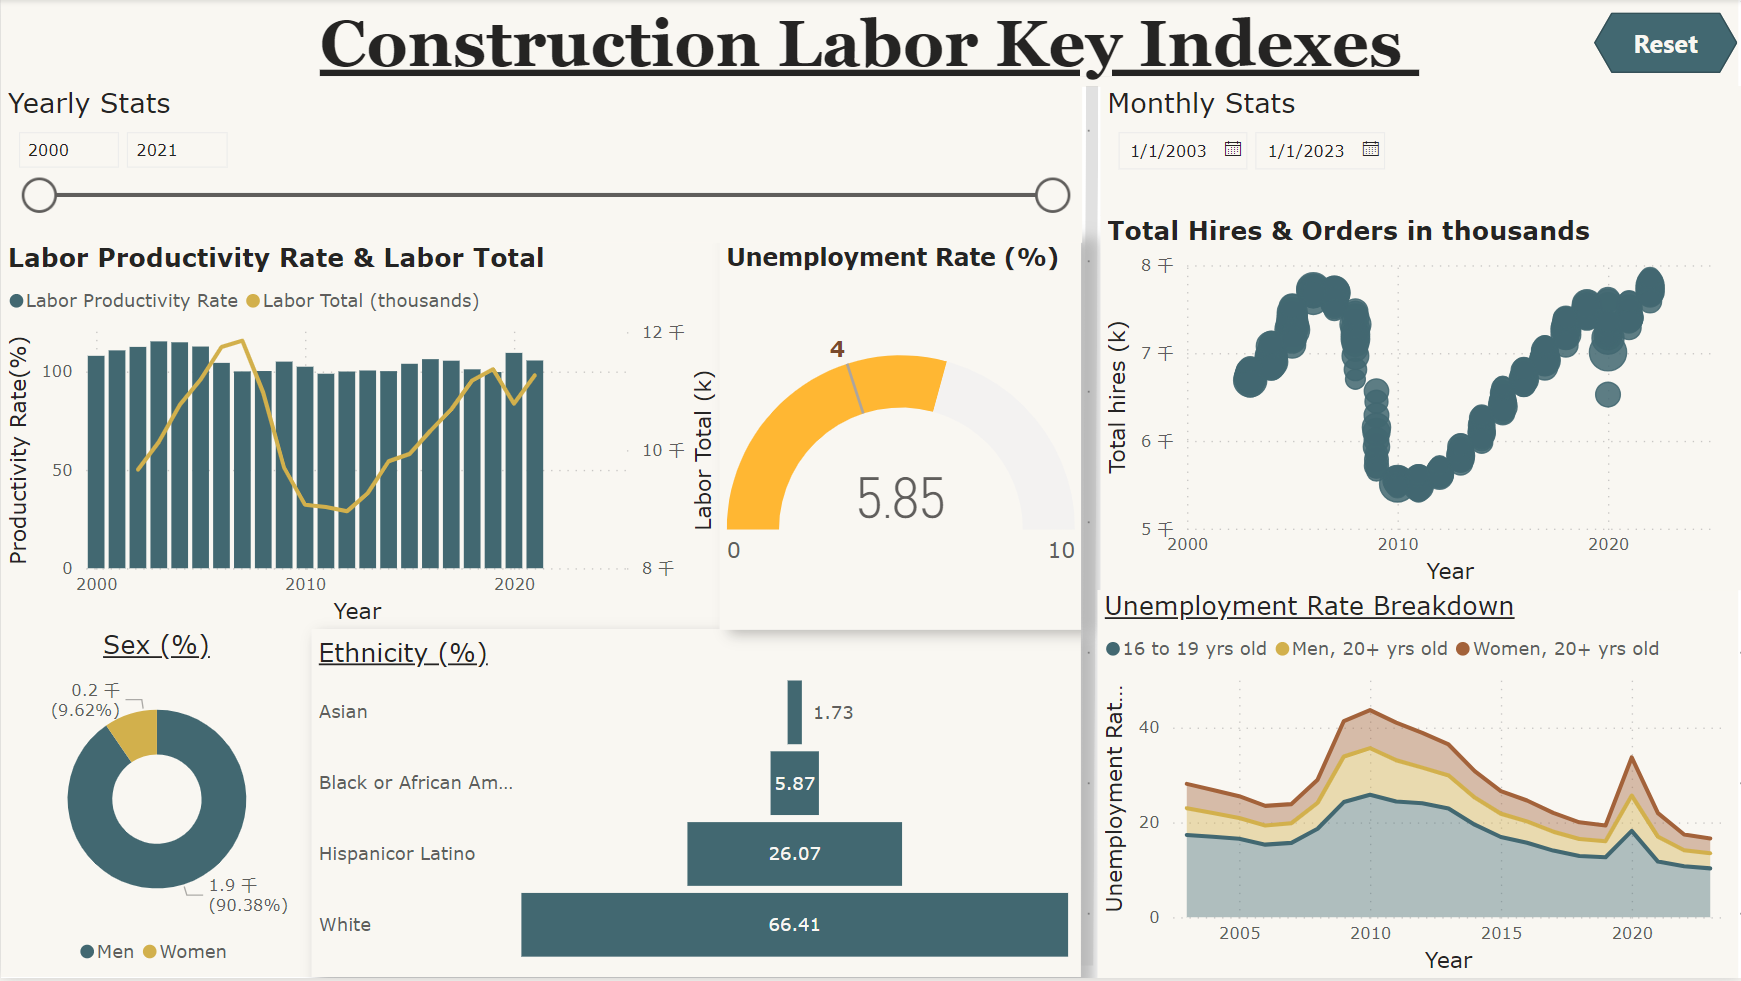 Construction Labor Key Indexes
Reset
Yearly Stats
2000
2021
Monthly Stats
1/1/2003
1/1/2023
Labor Productivity Rate & Labor Total
Labor Productivity Rate
Labor Total (thousands)
Productivity Rate(%)
100
50
0
12 千
10 千
8 千
Labor Total (k)
2000
2010
2020
Year
Unemployment Rate (%)
4
5.85
0
10
Total Hires & Orders in thousands
Total hires (k)
8 千
7 千
6 千
5 千
2000
2010
2020
Year
Sex (%)
0.2 千
(9.62%)
1.9 千
(90.38%)
Men
Women
Ethnicity (%)
Asian
1.73
Black or African Am...
5.87
Hispanicor Latino
26.07
White
66.41
Unemployment Rate Breakdown
16 to 19 yrs old
Men, 20+ yrs old
Women, 20+ yrs old
Unemployment Rat...
40
20
0
2005
2010
2015
2020
Year